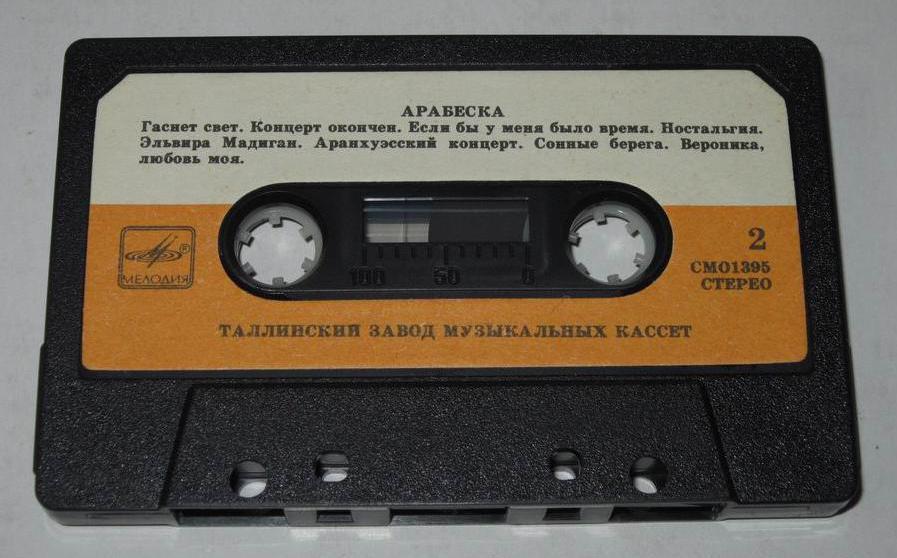 АРАБЕСКА
Гаснет свет. Концерт окончен. Если бы у меня было время. Ностальгия.
Эльвира Мадиган. Аранхуэсский концерт. Сонные берега. Вероника,
любовь моя.
2
®
МЕЛОДИЯ
СМ01395
СТЕРЕО
100 50 0
ТАЛЛИНСКИЙ ЗАВОД МУЗЫКАЛЬНЫХ КАССЕТ